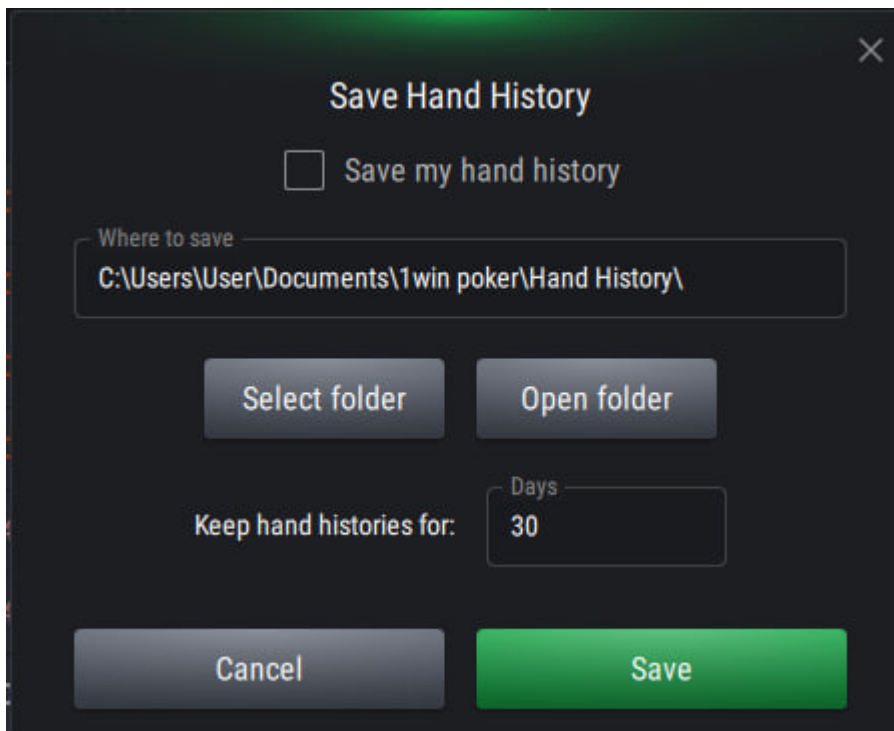 Save Hand History
Save my hand history
Where to save
C:\Users\User\Documents\1win poker\Hand History\
Select folder
Open folder
Days
Keep hand histories for:
30
Cancel
Save